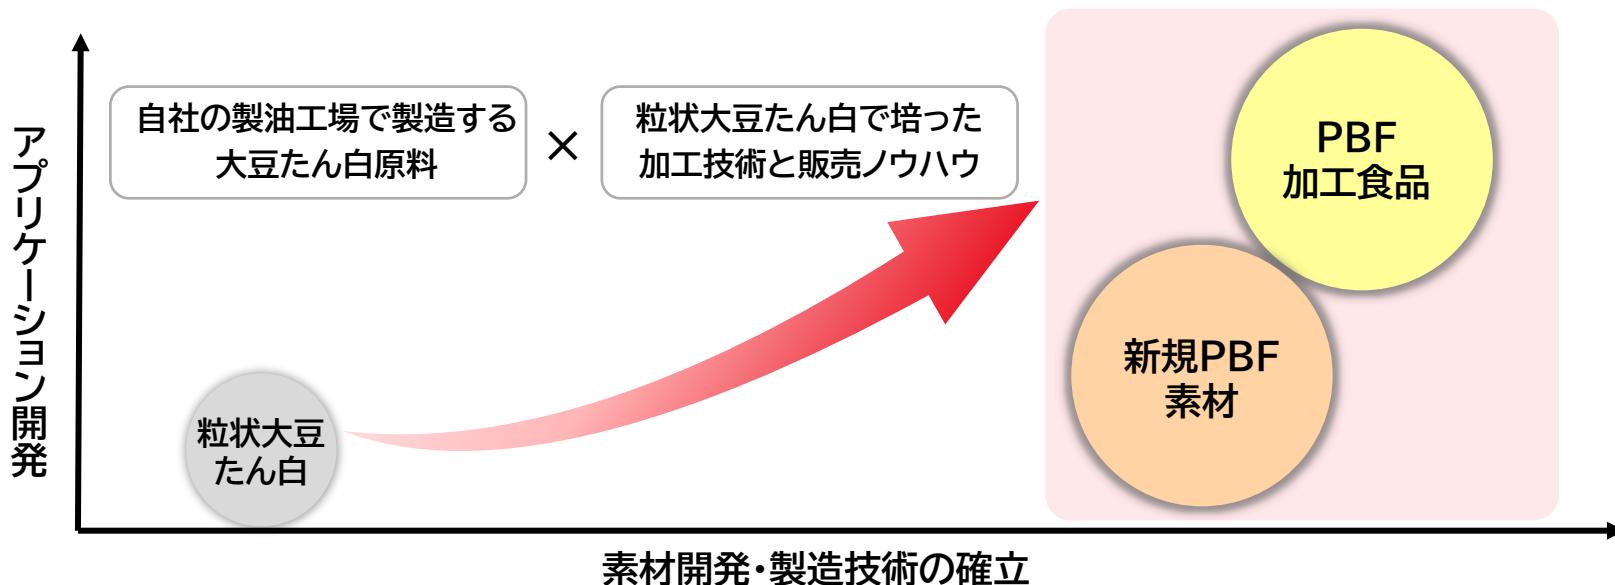 アプリケーション開発
自社の製油工場で製造する
大豆たん白原料
×
粒状大豆たん白で培った
加工技術と販売ノウハウ
PBF
加工食品
新規PBF
素材
粒状大豆
たん白
素材開発・製造技術の確立